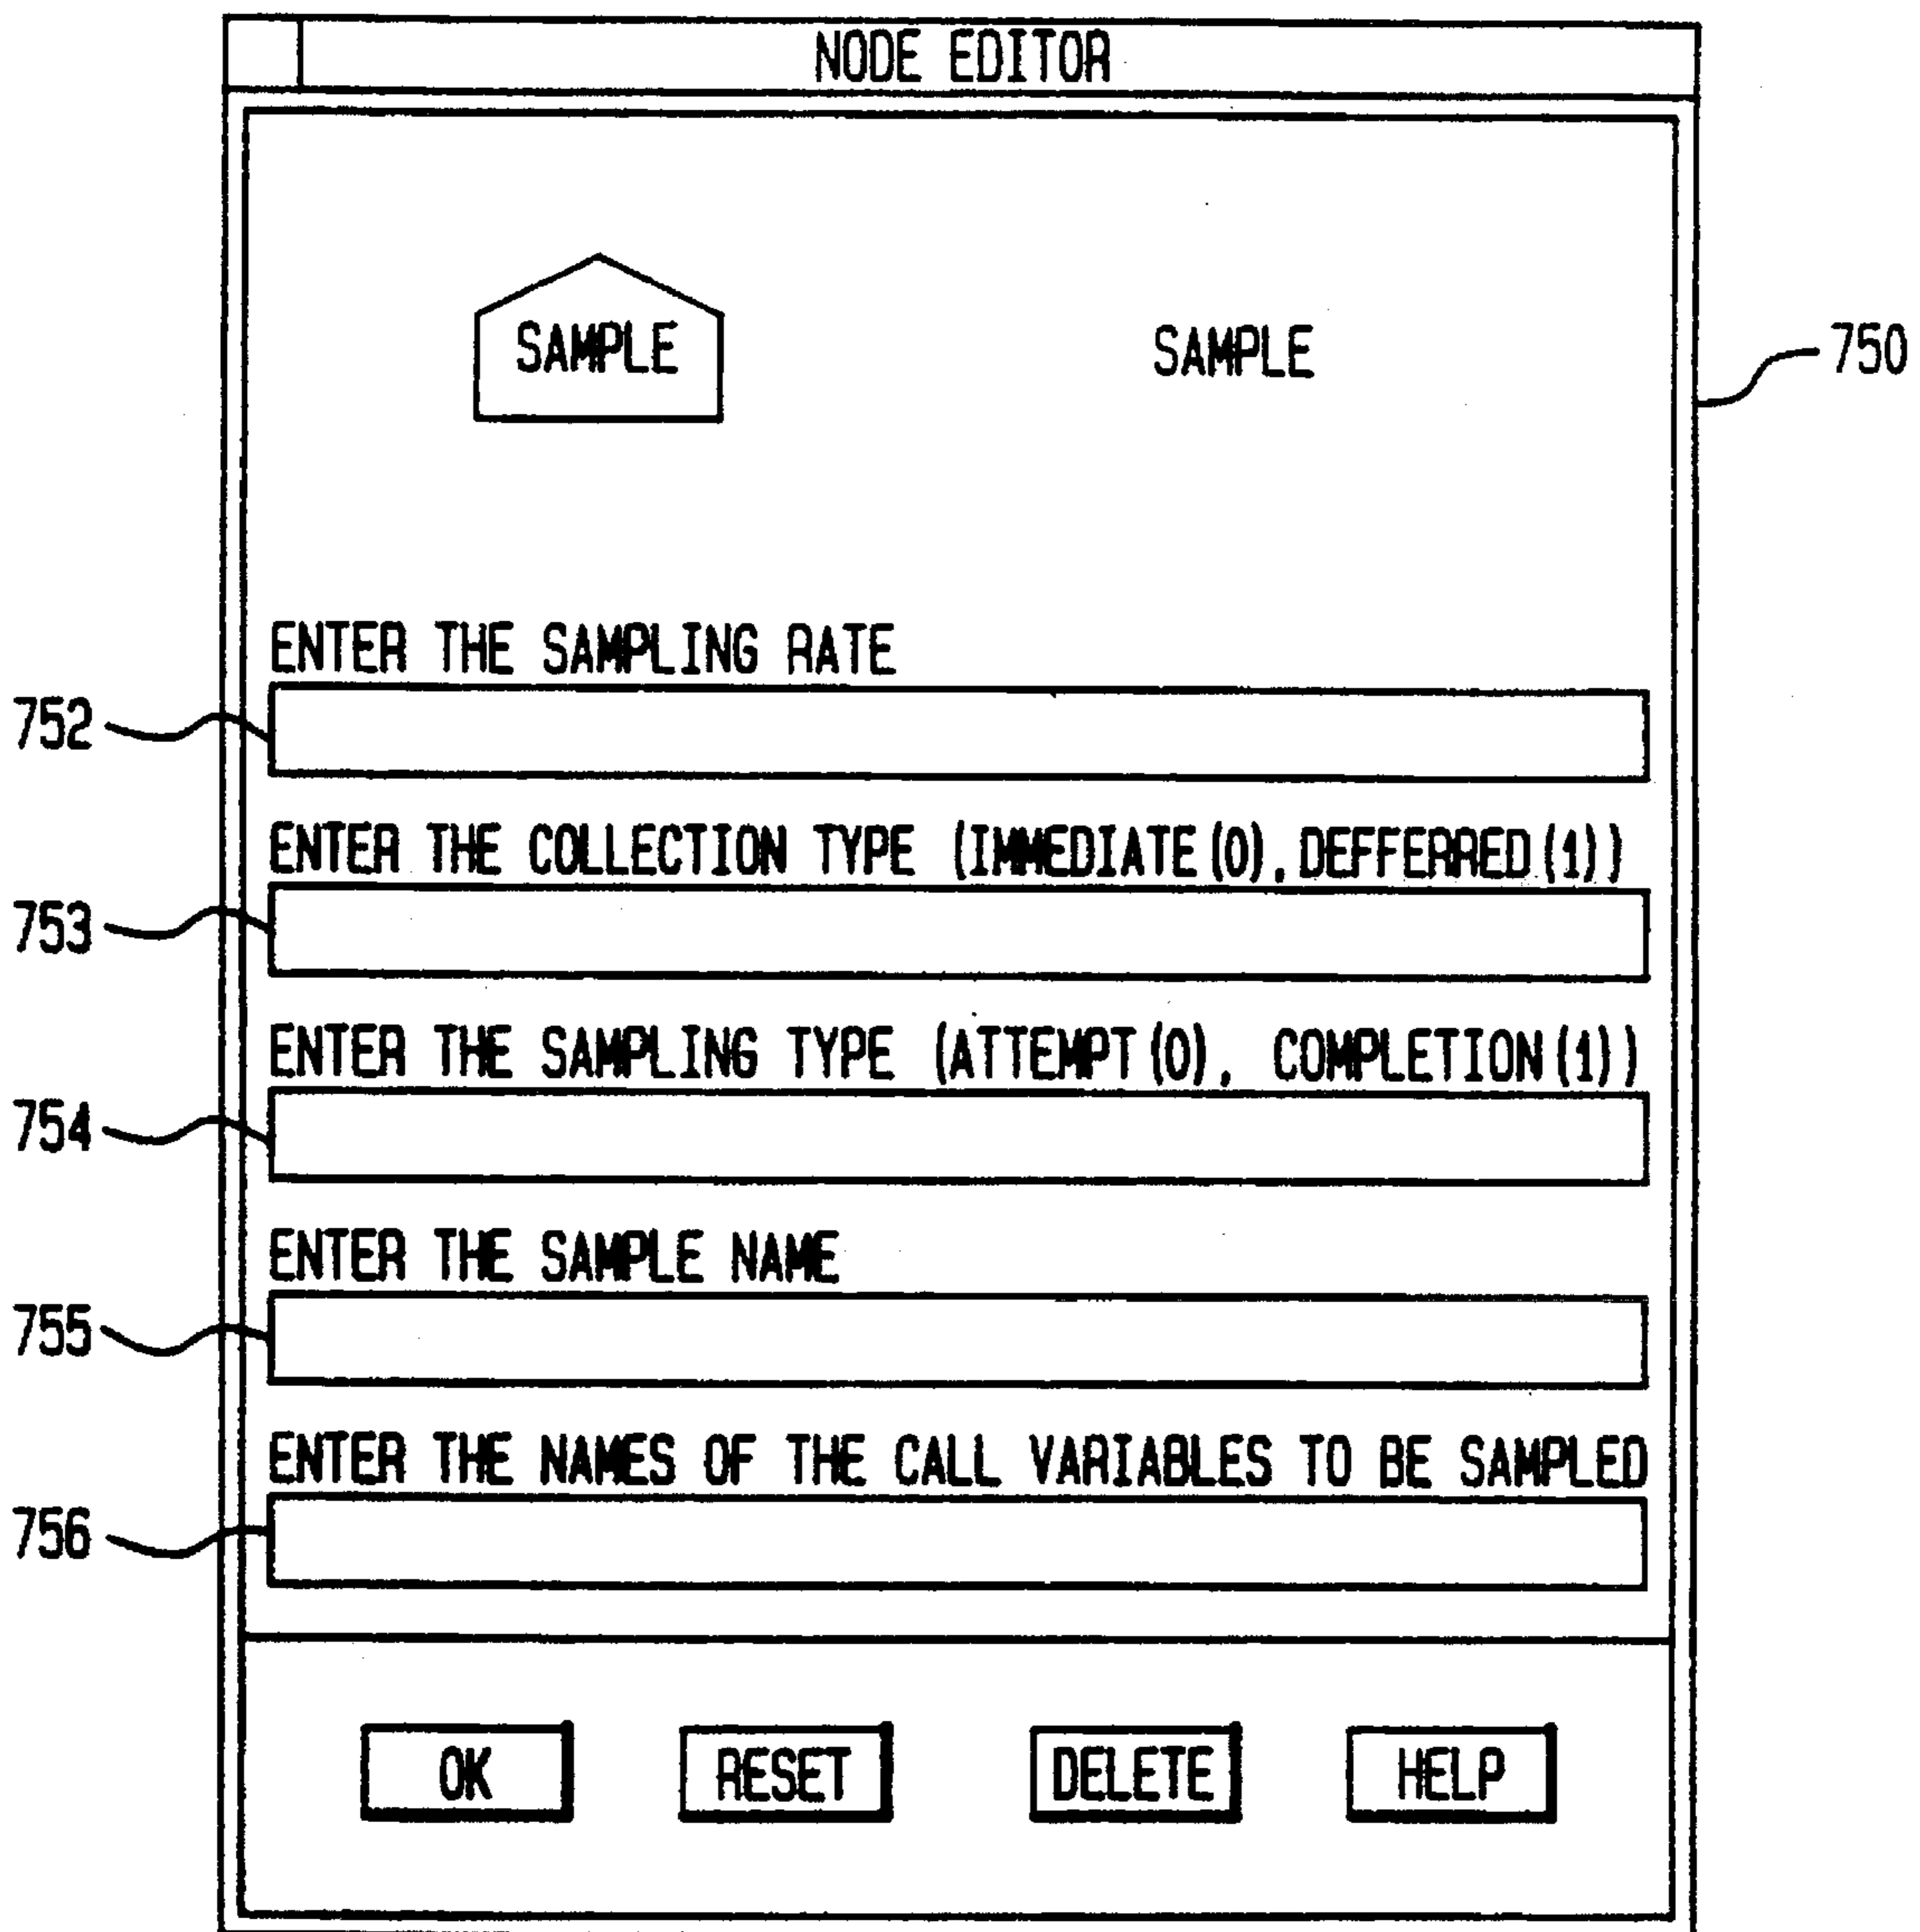 NODE EDITOR
SAMPLE SAMPLE
750
ENTER THE SAMPLING RATE
752
ENTER THE COLLECTION TYPE (IMMEDIATE(0), DEFFERRED(1))
753
ENTER THE SAMPLING TYPE (ATTEMPT(0), COMPLETION(1))
754
ENTER THE SAMPLE NAME
755
ENTER THE NAMES OF THE CALL VARIABLES TO BE SAMPLED
756
OK RESET DELETE HELP